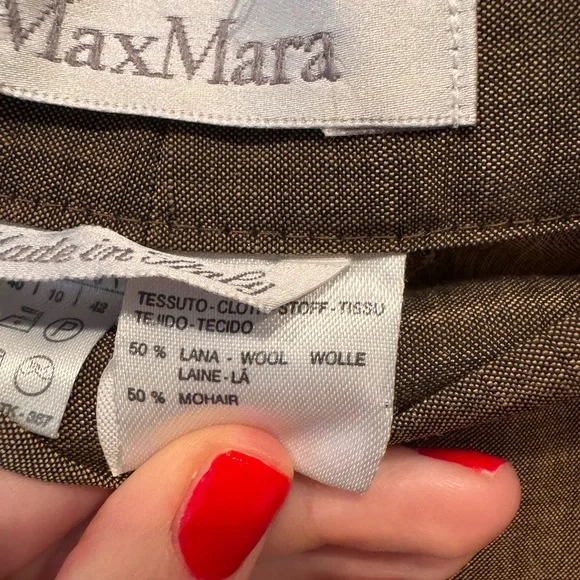 MaxMara
Made in Italy
40 | 10 | 42
P
TESSUTO-CLOTH-STOFF-TISSU
TEJIDO-TECIDO
50 % LANA - WOOL WOLLE
LAINE-LÃ
50 % MOHAIR